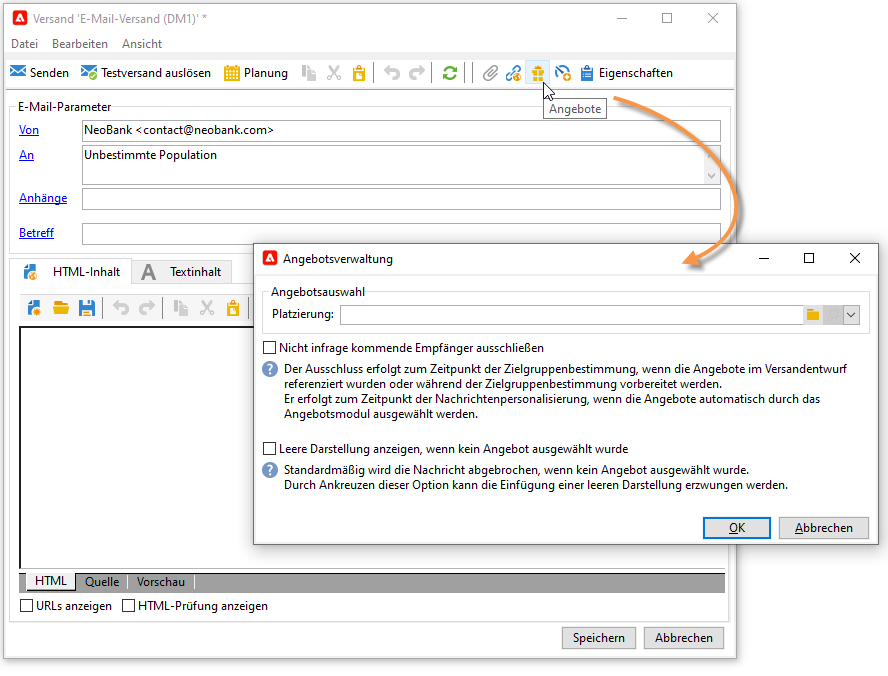 Versand 'E-Mail-Versand (DM1)' *
Datei Bearbeiten Ansicht
Senden Testversand auslösen Planung Eigenschaften
Angebote
E-Mail-Parameter
Von NeoBank <contact@neobank.com>
An Unbestimmte Population
Anhänge
Betreff
HTML-Inhalt A Textinhalt
Angebotsverwaltung
Angebotsauswahl
Platzierung:
Nicht infrage kommende Empfänger ausschließen
? Der Ausschluss erfolgt zum Zeitpunkt der Zielgruppenbestimmung, wenn die Angebote im Versandentwurf
referenziert wurden oder während der Zielgruppenbestimmung vorbereitet werden.
Er erfolgt zum Zeitpunkt der Nachrichtenpersonalisierung, wenn die Angebote automatisch durch das
Angebotsmodul ausgewählt werden.
Leere Darstellung anzeigen, wenn kein Angebot ausgewählt wurde
? Standardmäßig wird die Nachricht abgebrochen, wenn kein Angebot ausgewählt wurde.
Durch Ankreuzen dieser Option kann die Einfügung einer leeren Darstellung erzwungen werden.
OK Abbrechen
HTML Quelle Vorschau
URLs anzeigen HTML-Prüfung anzeigen
Speichern Abbrechen